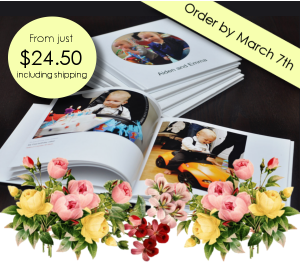 From just
$24.50
including shipping
Order by March 7th
Aiden and Emma